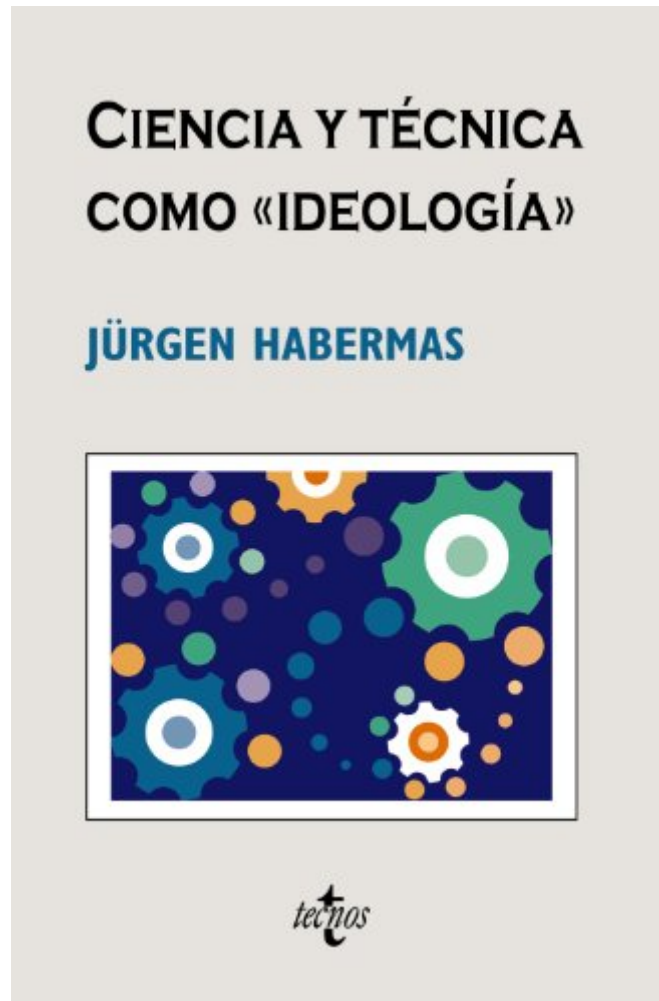 CIENCIA Y TÉCNICA
COMO «IDEOLOGÍA»
JÜRGEN HABERMAS
tecnos